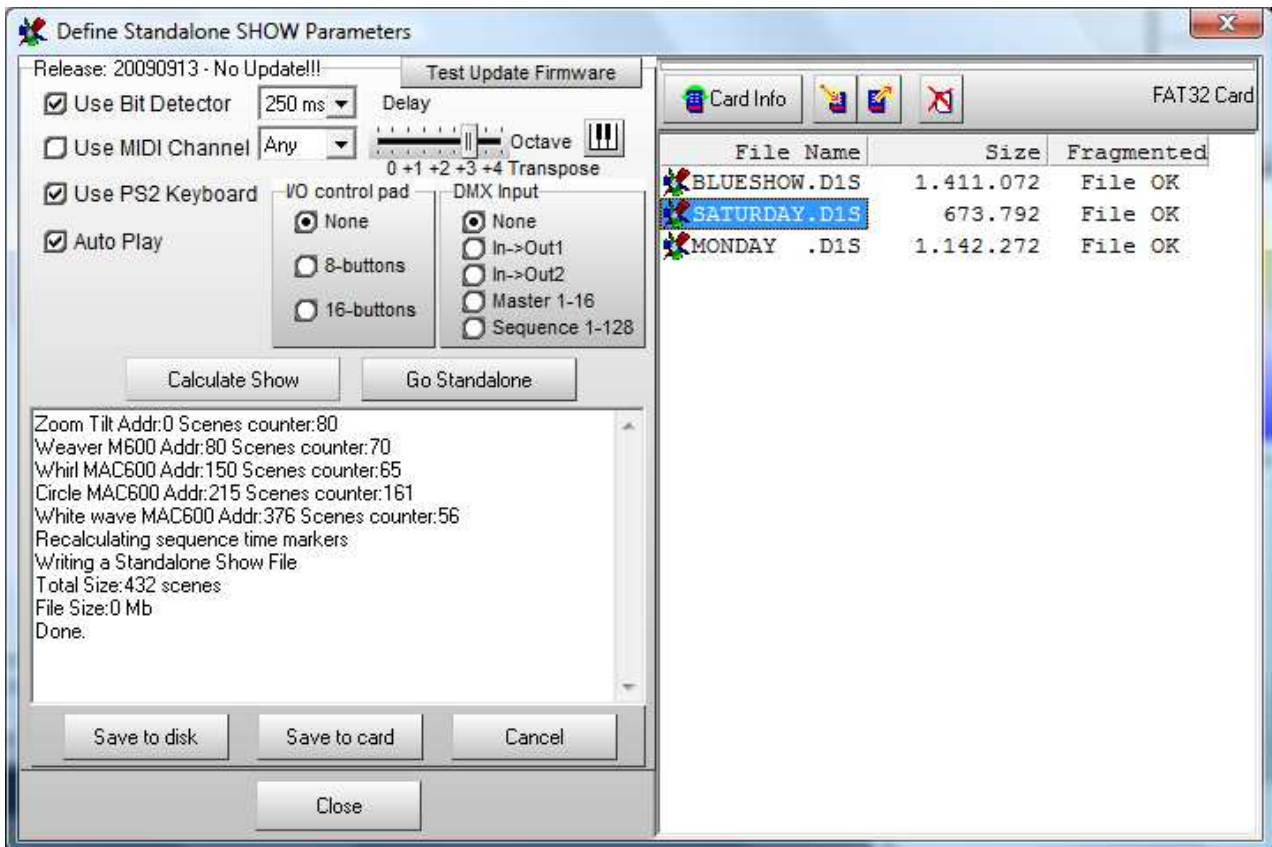 Define Standalone SHOW Parameters
Release: 20090913 - No Update!!!
Test Update Firmware
Use Bit Detector 250 ms Delay
Use MIDI Channel Any Octave
0 +1 +2 +3 +4 Transpose
Use PS2 Keyboard
Auto Play
I/O control pad
None
8-buttons
16-buttons
DMX Input
None
In->Out1
In->Out2
Master 1-16
Sequence 1-128
Calculate Show Go Standalone
Zoom Tilt Addr:0 Scenes counter:80
Weaver M600 Addr:80 Scenes counter:70
Whirl MAC600 Addr:150 Scenes counter:65
Circle MAC600 Addr:215 Scenes counter:161
White wave MAC600 Addr:376 Scenes counter:56
Recalculating sequence time markers
Writing a Standalone Show File
Total Size:432 scenes
File Size:0 Mb
Done.
Save to disk Save to card Cancel
Close
Card Info FAT32 Card
File Name Size Fragmented
BLUESHOW.D1S 1.411.072 File OK
SATURDAY.D1S 673.792 File OK
MONDAY .D1S 1.142.272 File OK